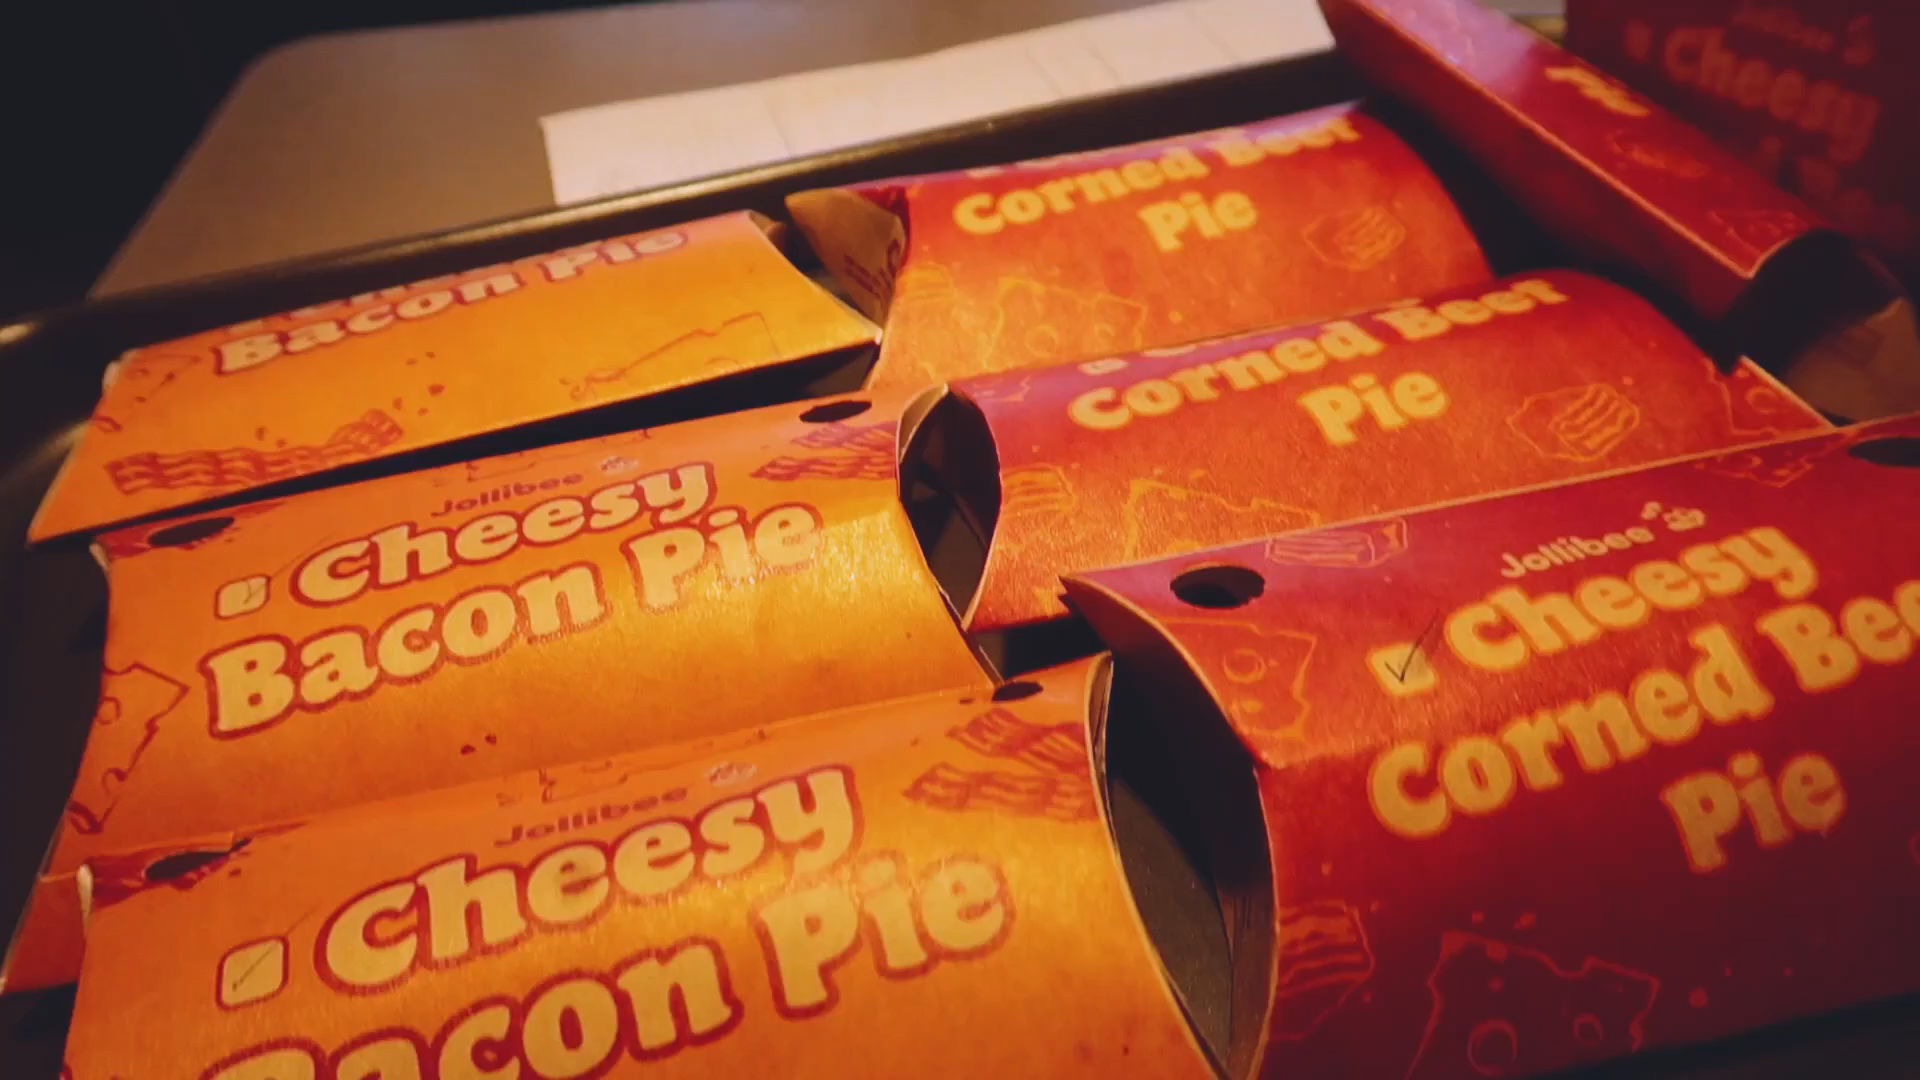 Bacon Pie
Corned Beef
Pie
Corned Beef
Pie
Jollibee
Cheesy
Bacon Pie
Jollibee
Cheesy
Corned Bee
Pie
Jollibee
Cheesy
Bacon Pie
Jollibee
Cheesy